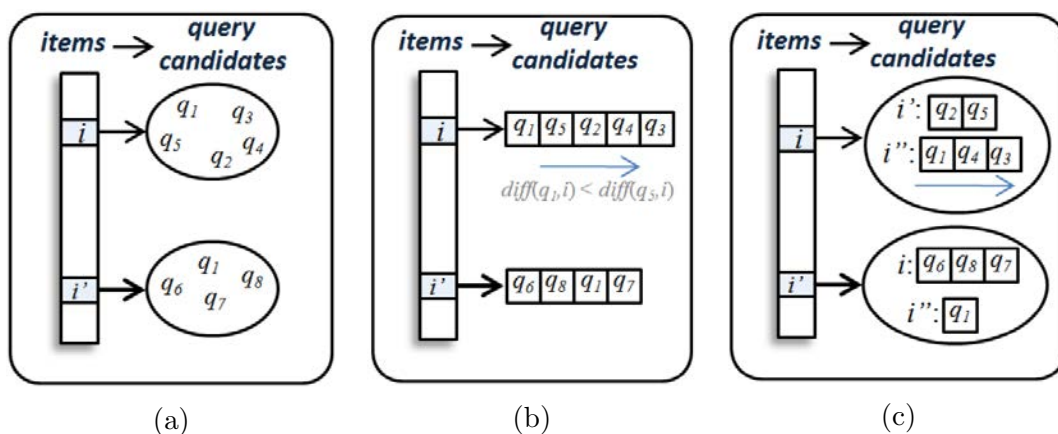 items query
candidates
i
q1
q3
q5
q2
q4
i'
q1
q6
q8
q7
(a)
items query
candidates
i
q1 q5 q2 q4 q3
diff(q1,i) < diff(q5,i)
i'
q6 q8 q1 q7
(b)
items query
candidates
i
i': q2 q5
i'': q1 q4 q3
i'
i: q6 q8 q7
i'': q1
(c)